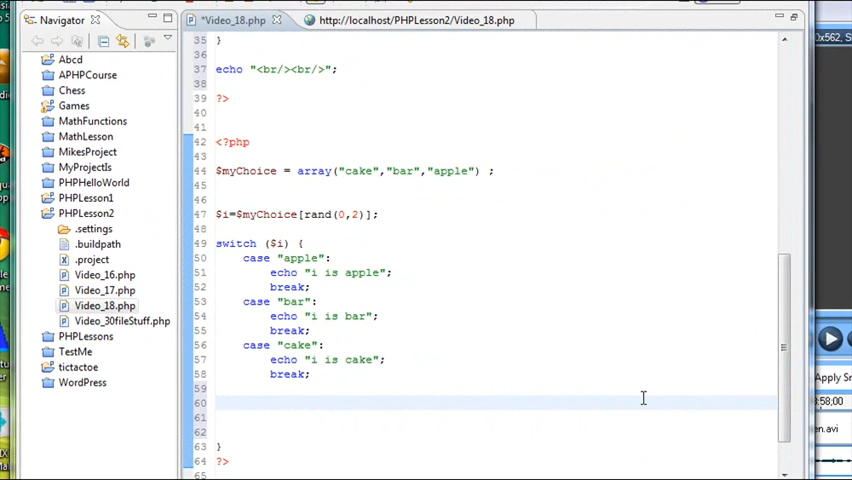 Navigator
*Video_18.php
http://localhost/PHPLesson2/Video_18.php
Abcd
APHPCourse
Chess
Games
MathFunctions
MathLesson
MikesProject
MyProjectIs
PHPHelloWorld
PHPLesson1
PHPLesson2
.settings
.buildpath
.project
Video_16.php
Video_17.php
Video_18.php
Video_30fileStuff.php
PHPLessons
TestMe
tictactoe
WordPress
35 }
36
37 echo "<br/><br/>";
38
39 ?>
40
41
42 <?php
43
44 $myChoice = array("cake","bar","apple") ;
45
46
47 $i=$myChoice[rand(0,2)];
48
49 switch ($i) {
50 case "apple":
51 echo "i is apple";
52 break;
53 case "bar":
54 echo "i is bar";
55 break;
56 case "cake":
57 echo "i is cake";
58 break;
59
60
61
62
63 }
64 ?>
65
0x562, S
Apply Sr
:58;00
en.avi